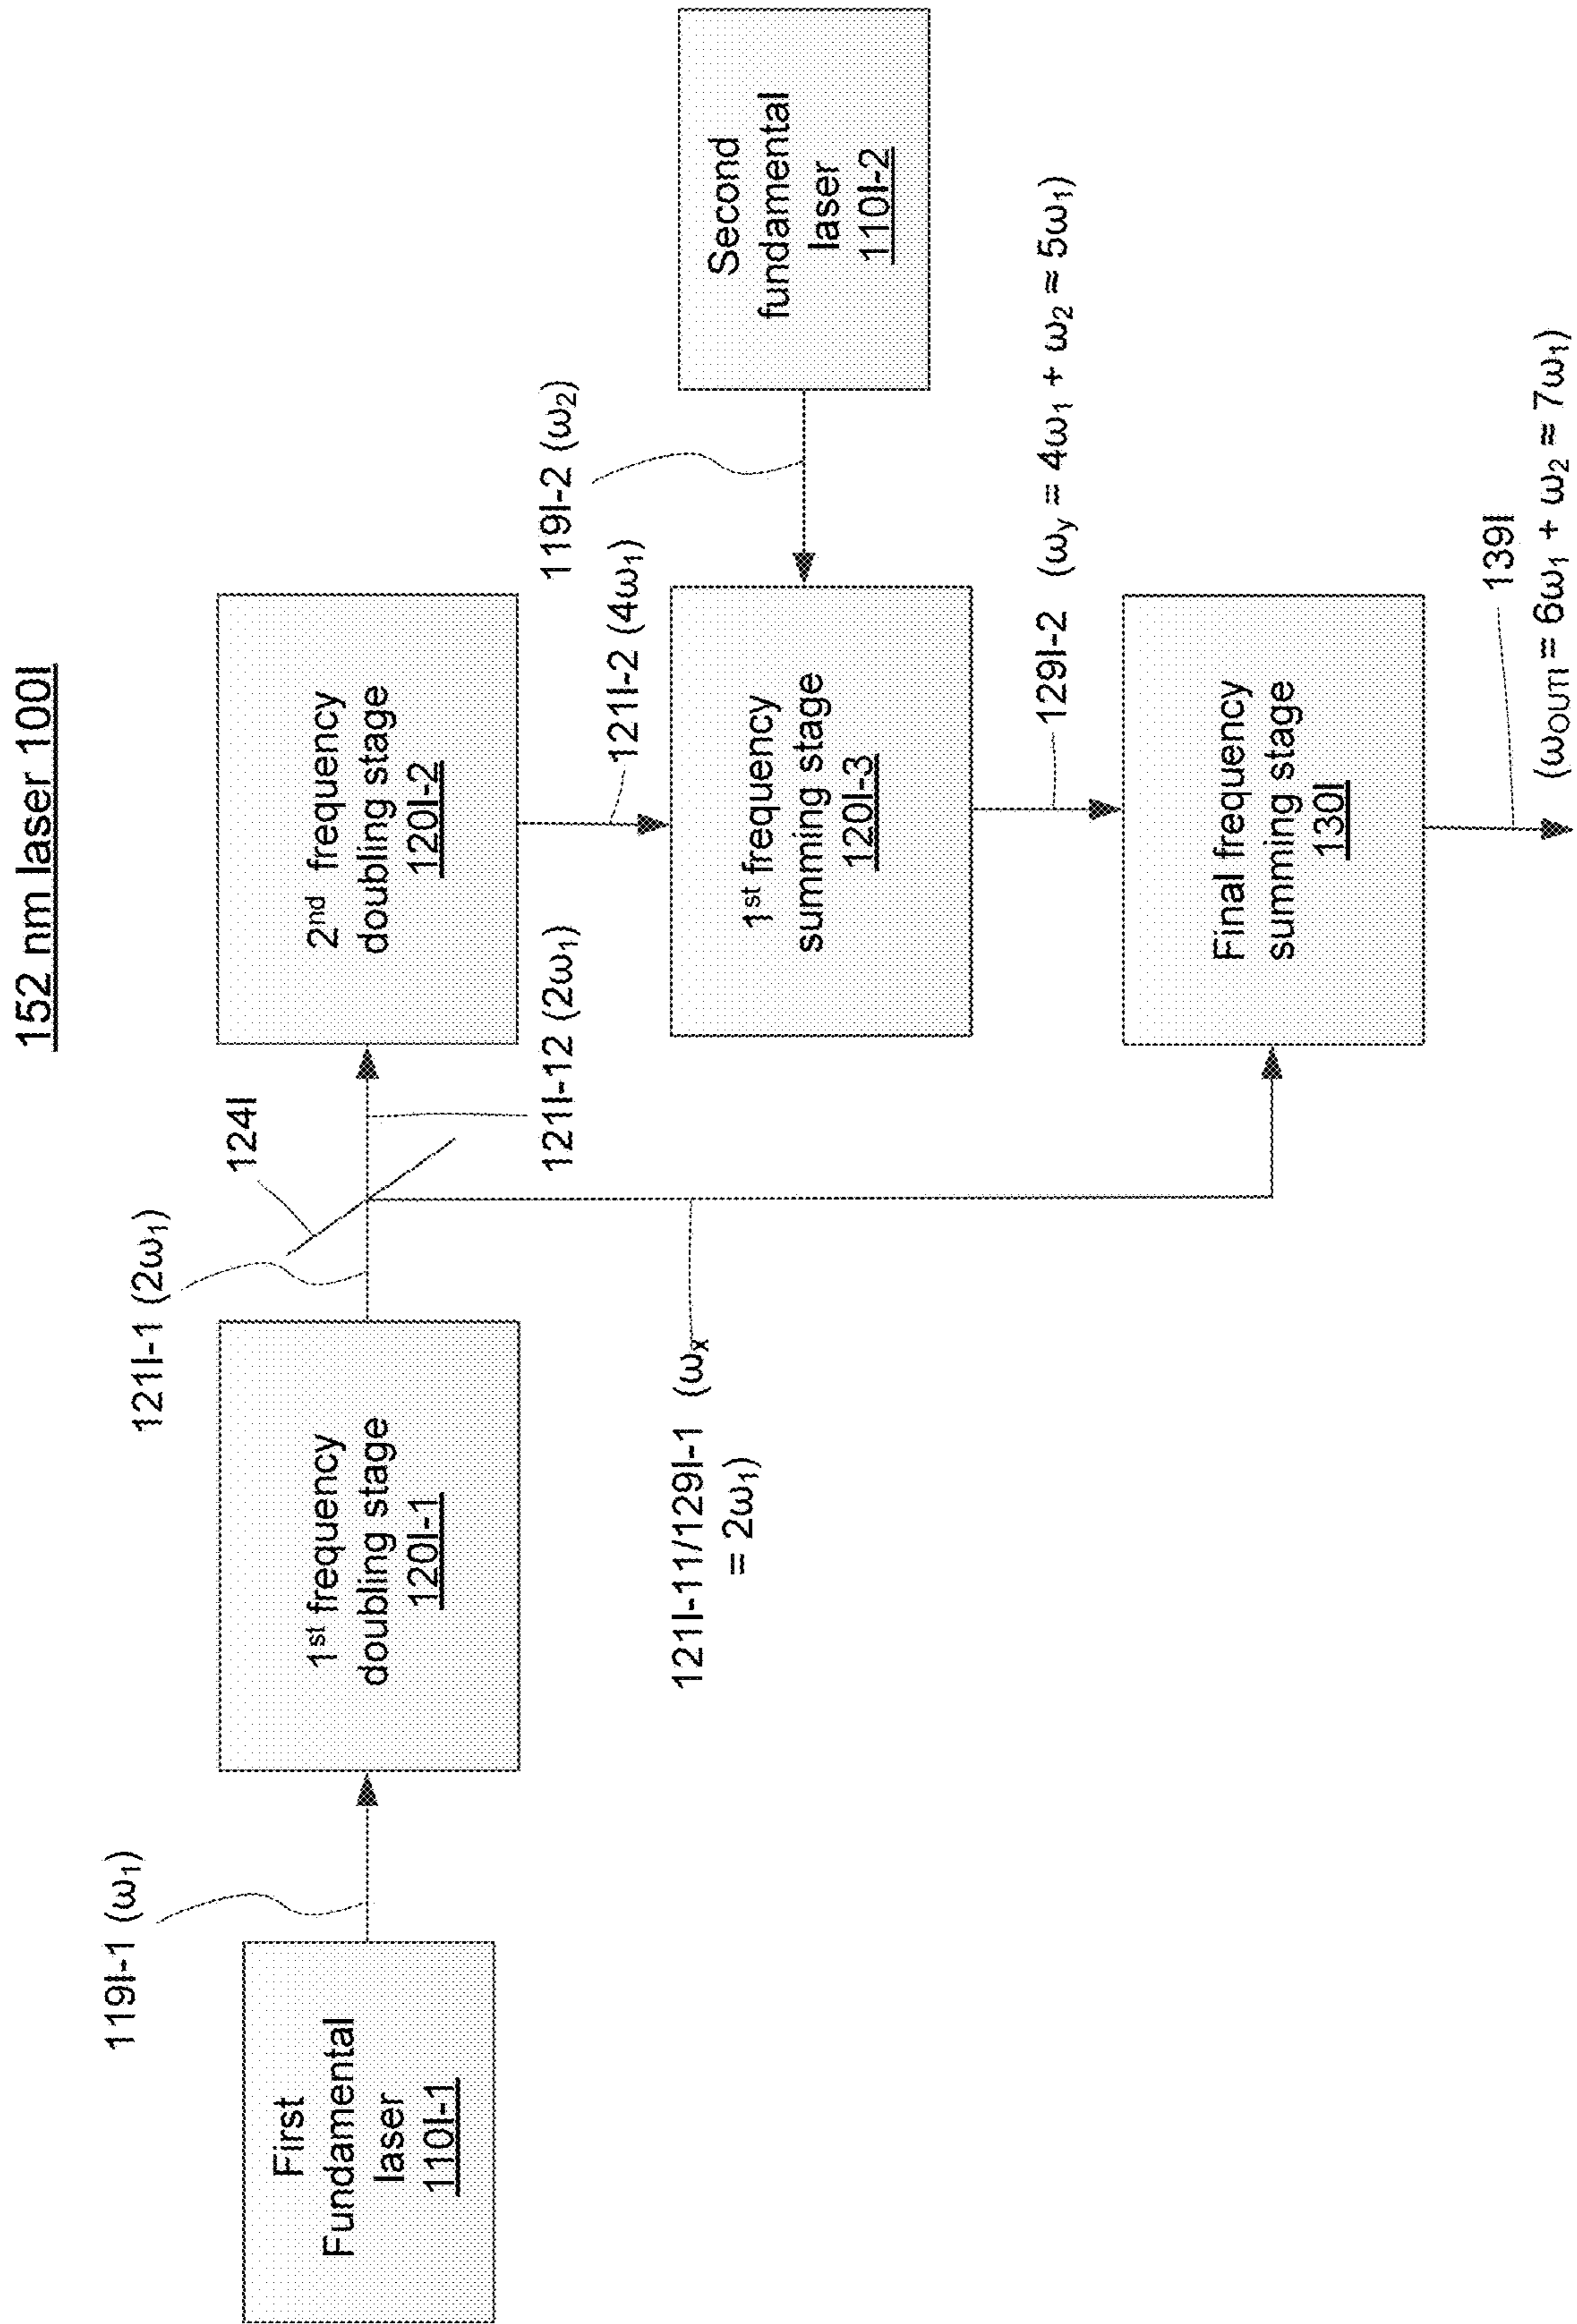 152 nm laser 100I
119I-1 (ω1)
121I-1 (2ω1)
124I
First
Fundamental
laser
110I-1
1st frequency
doubling stage
120I-1
2nd frequency
doubling stage
120I-2
121I-12 (2ω1)
121I-2 (4ω1)
119I-2 (ω2)
121I-11/129I-1 (ωx
= 2ω1)
1st frequency
summing stage
120I-3
Second
fundamental
laser
110I-2
129I-2 (ωy = 4ω1 + ω2 ≈ 5ω1)
Final frequency
summing stage
130I
139I
(ωOUTI = 6ω1 + ω2 ≈ 7ω1)